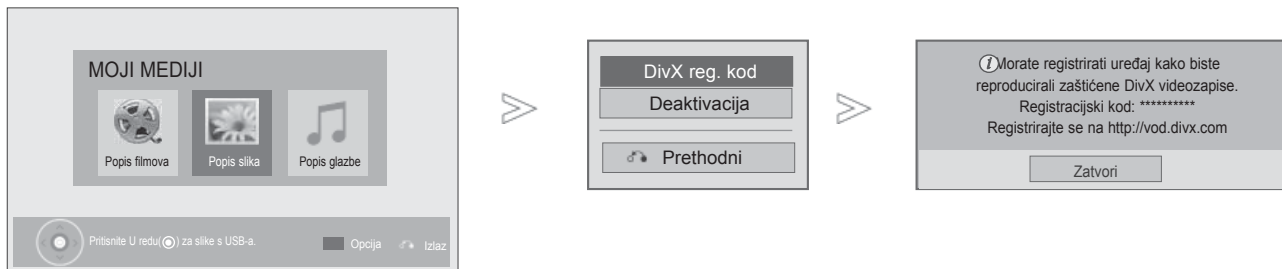 MOJI MEDIJI
Popis filmova
Popis slika
Popis glazbe
Pritisnite U redu(◉) za slike s USB-a.
Opcija
Izlaz
DivX reg. kod
Deaktivacija
Prethodni
Morate registrirati uređaj kako biste
reproducirali zaštićene DivX videozapise.
Registracijski kod: **********
Registrirajte se na http://vod.divx.com
Zatvori